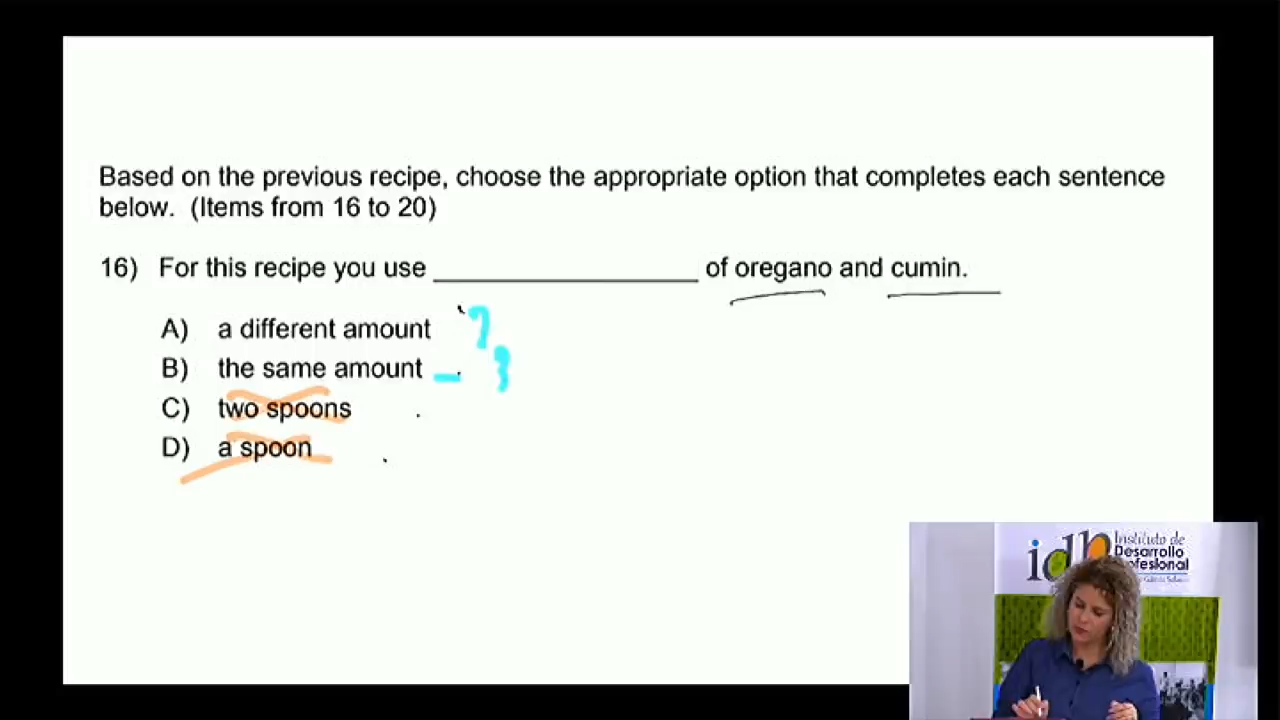 Based on the previous recipe, choose the appropriate option that completes each sentence
below. (Items from 16 to 20)
16) For this recipe you use ____________________ of oregano and cumin.
A) a different amount
B) the same amount
C) two spoons
D) a spoon
idp
Instituto de
Desarrollo
Profesional